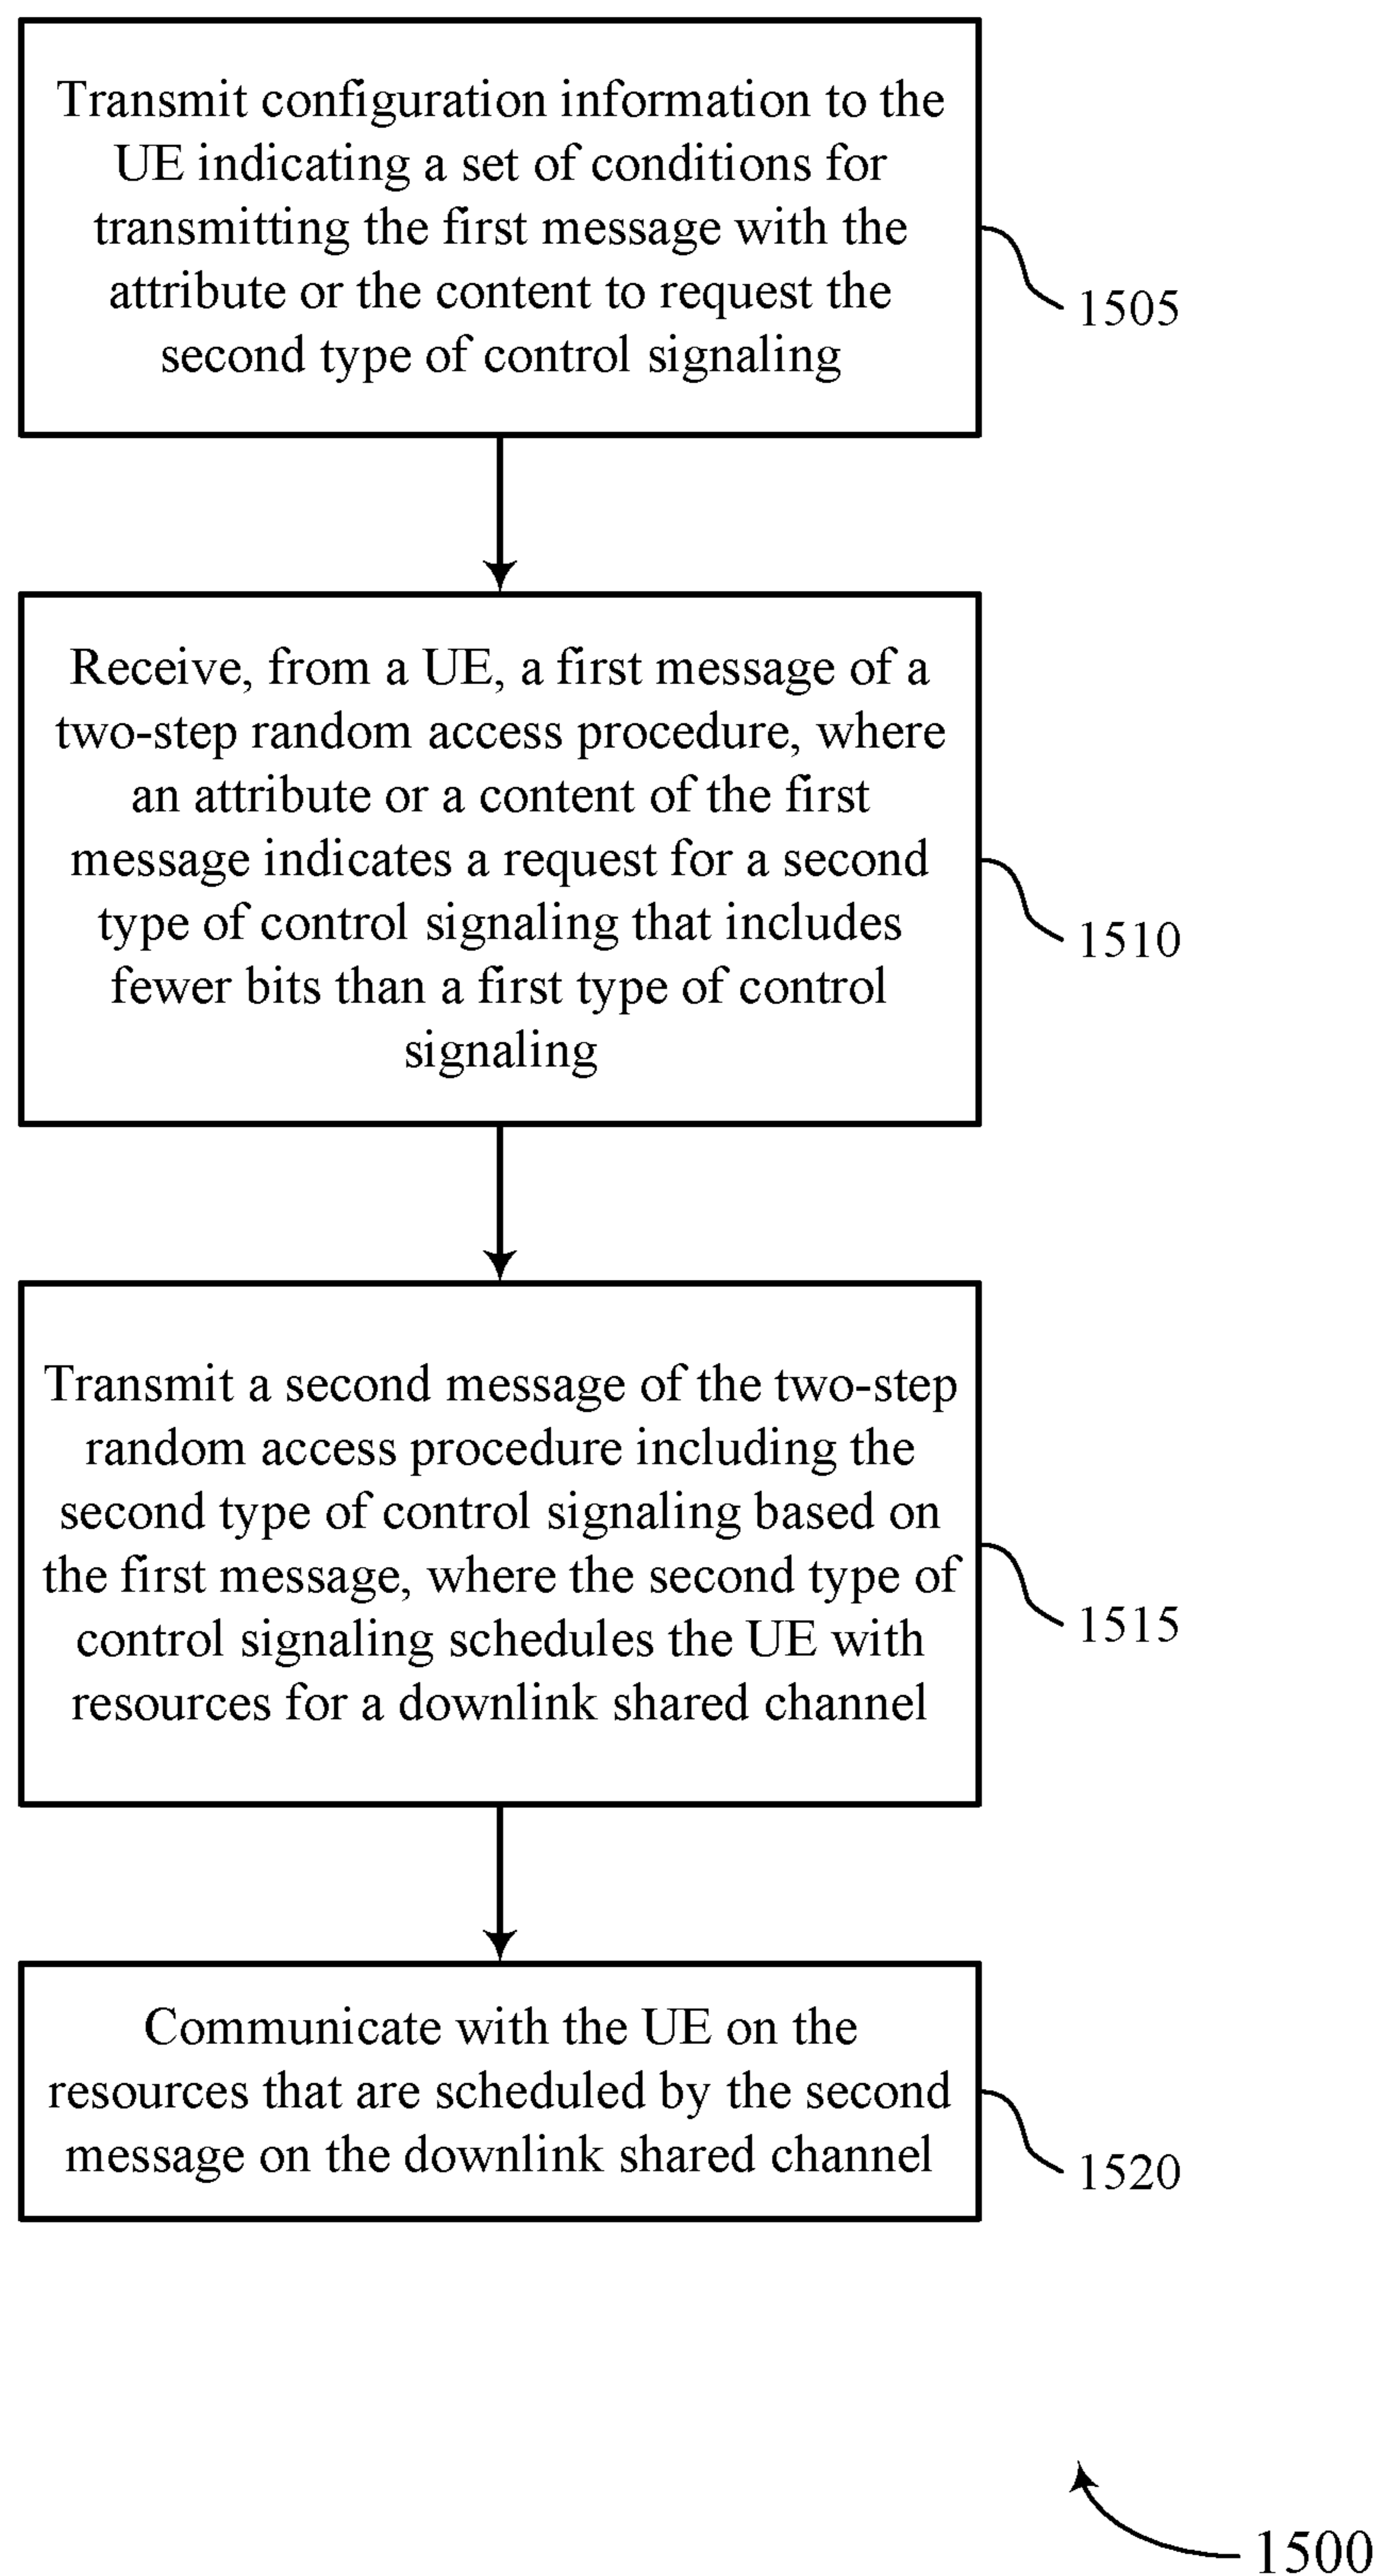 Transmit configuration information to the
UE indicating a set of conditions for
transmitting the first message with the
attribute or the content to request the
second type of control signaling
1505
Receive, from a UE, a first message of a
two-step random access procedure, where
an attribute or a content of the first
message indicates a request for a second
type of control signaling that includes
fewer bits than a first type of control
signaling
1510
Transmit a second message of the two-step
random access procedure including the
second type of control signaling based on
the first message, where the second type of
control signaling schedules the UE with
resources for a downlink shared channel
1515
Communicate with the UE on the
resources that are scheduled by the second
message on the downlink shared channel
1520
1500